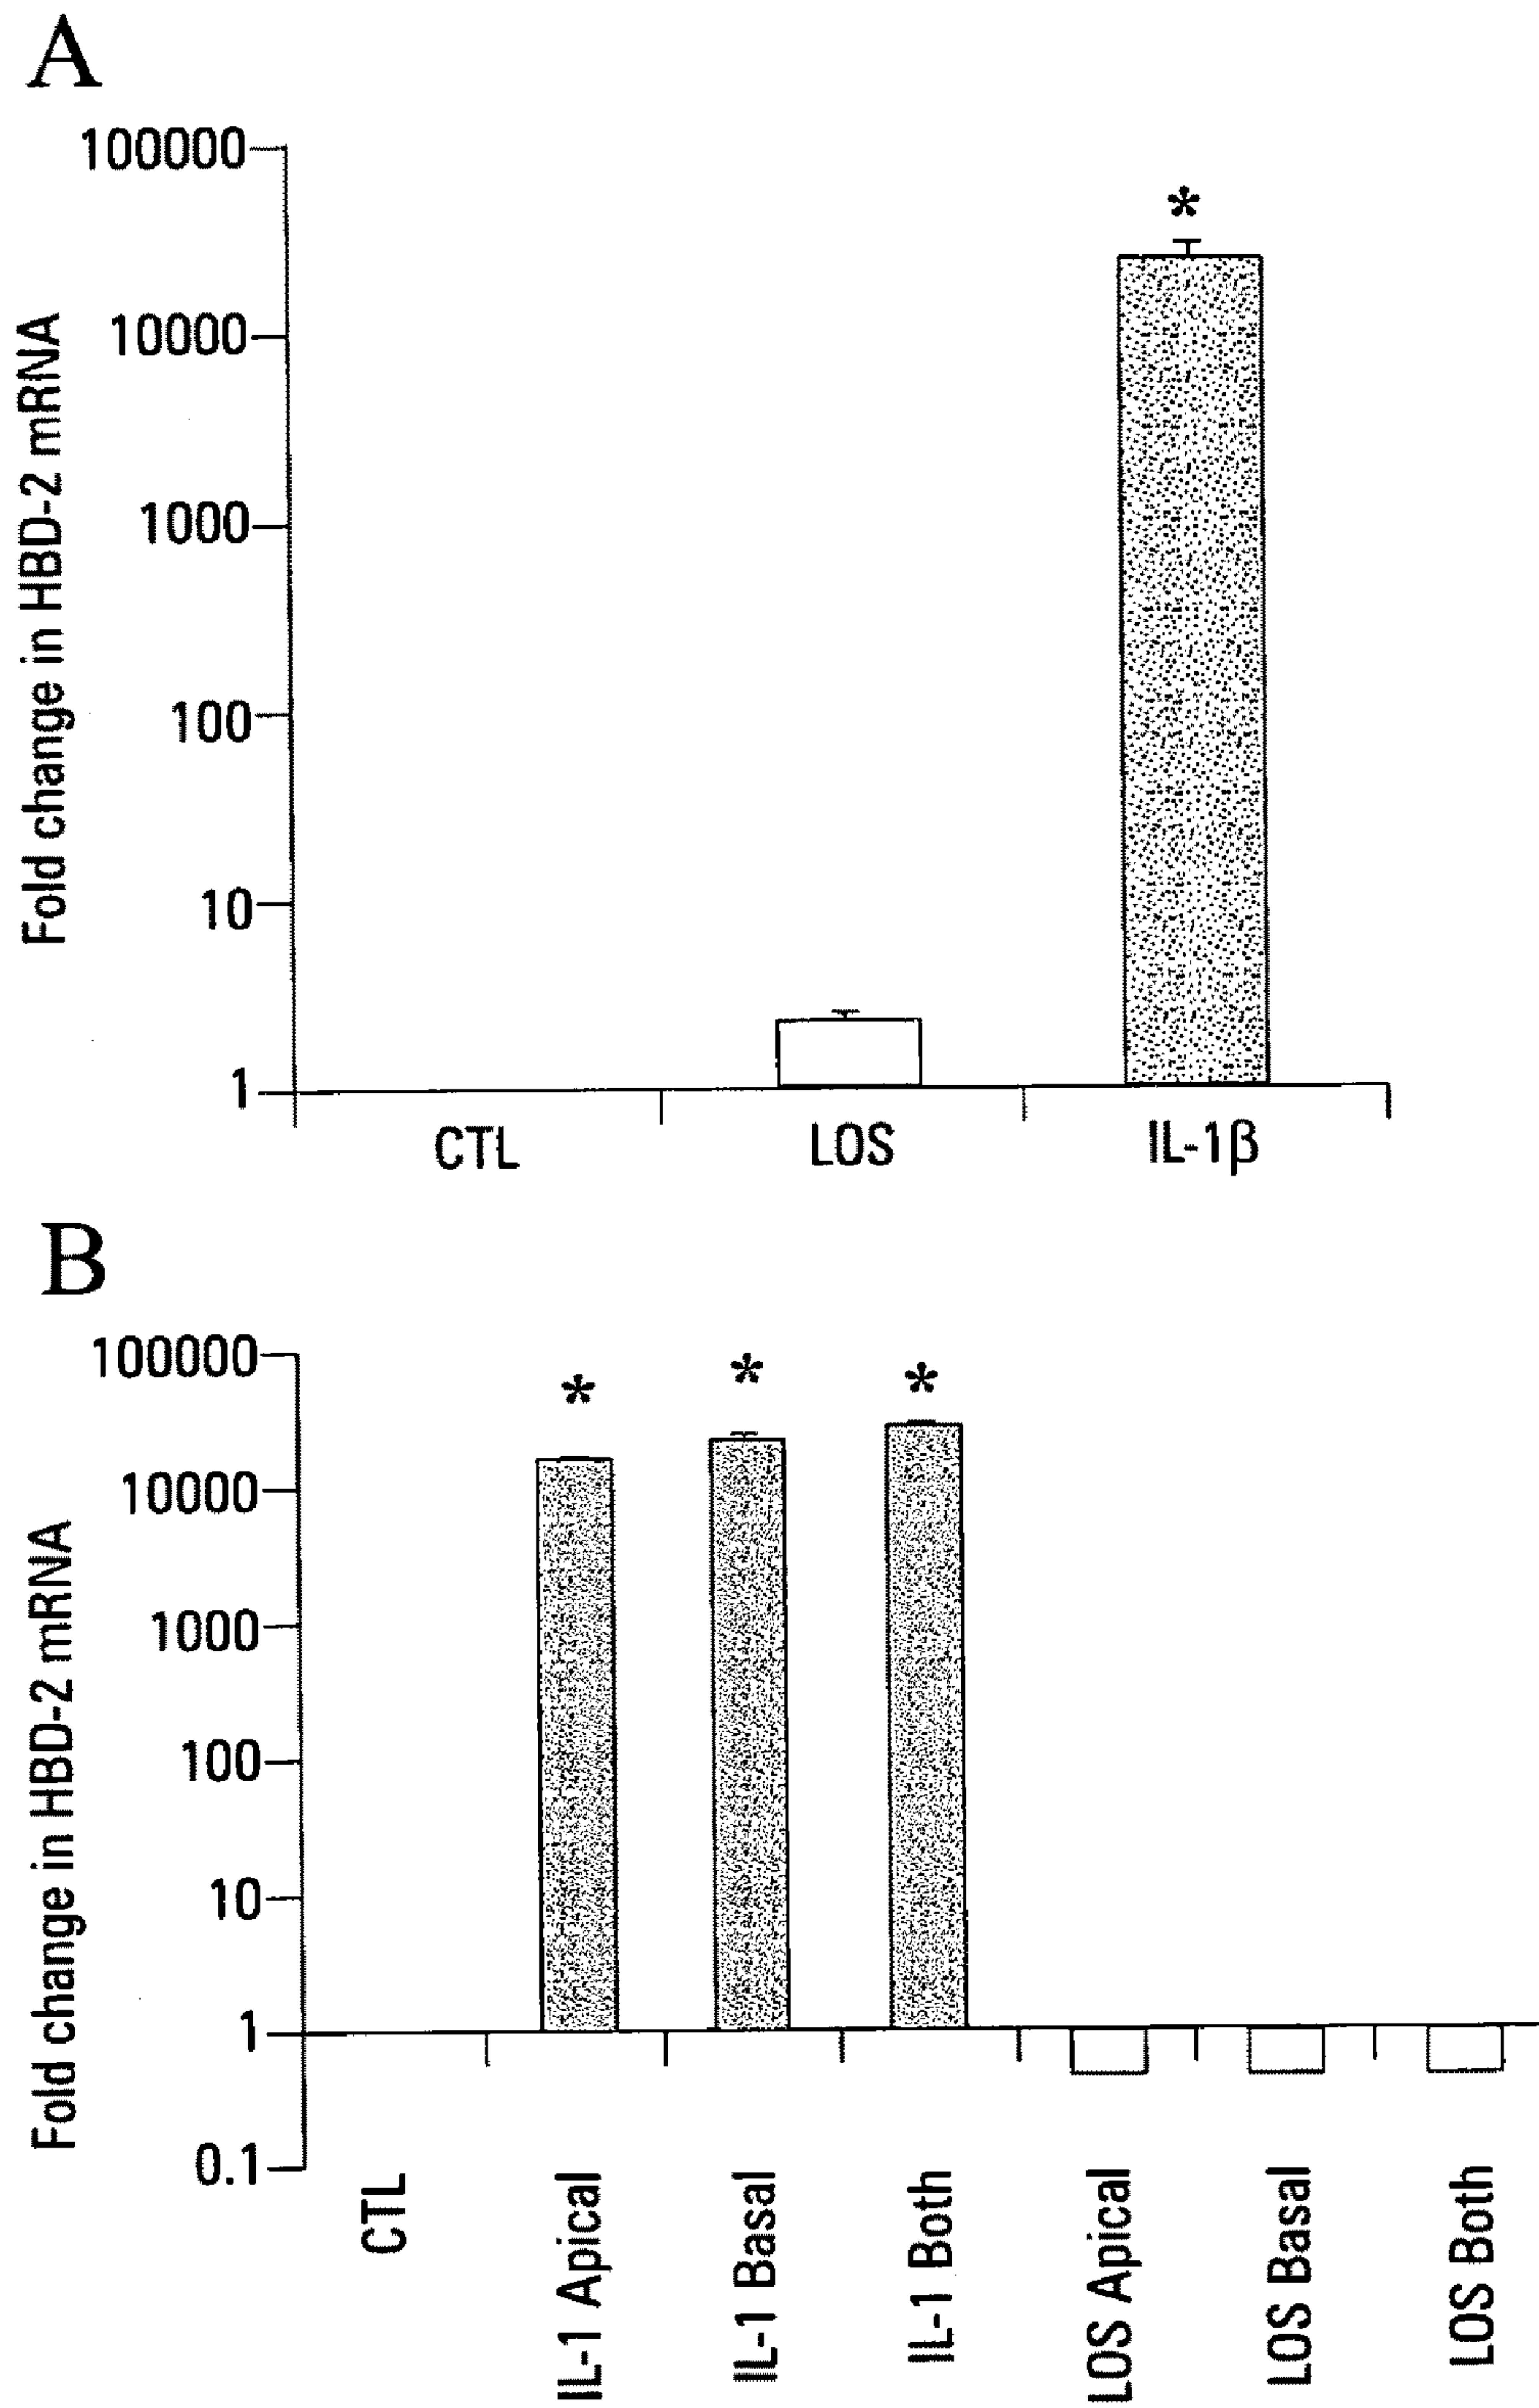 A
100000
10000
1000
100
10
1
Fold change in HBD-2 mRNA
*
CTL
LOS
IL-1β
B
100000
10000
1000
100
10
1
0.1
Fold change in HBD-2 mRNA
*
*
*
CTL
IL-1 Apical
IL-1 Basal
IL-1 Both
LOS Apical
LOS Basal
LOS Both